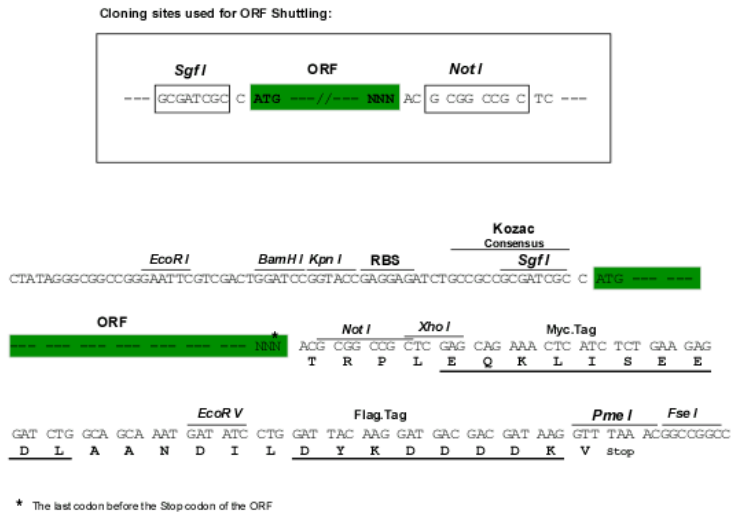 Cloning sites used for ORF Shuttling:
Sgf I ORF Not I
--- GCGATCGC C ATG ---//--- NNN AC G CGG CCG C TC ---
Kozac
Consensus
EcoR I BamH I Kpn I RBS Sgf I
CTATAGGGCGGCCGGGAATTCGTCGACTGGATCCGGTACCGAGGAGATCTGCCGCCGCGATCGC C ATG --- ---
ORF * Not I Xho I Myc.Tag
--- --- --- --- --- --- --- --- NNN ACG CGG CCG CTC GAG CAG AAA CTC ATC TCT GAA GAG
T R P L E Q K L I S E E
EcoR V Flag.Tag Pme I Fse I
GAT CTG GCA GCA AAT GAT ATC CTG GAT TAC AAG GAT GAC GAC GAT AAG GTT TAA ACGGCCGGCC
D L A A N D I L D Y K D D D D K V Stop
* The last codon before the Stop codon of the ORF